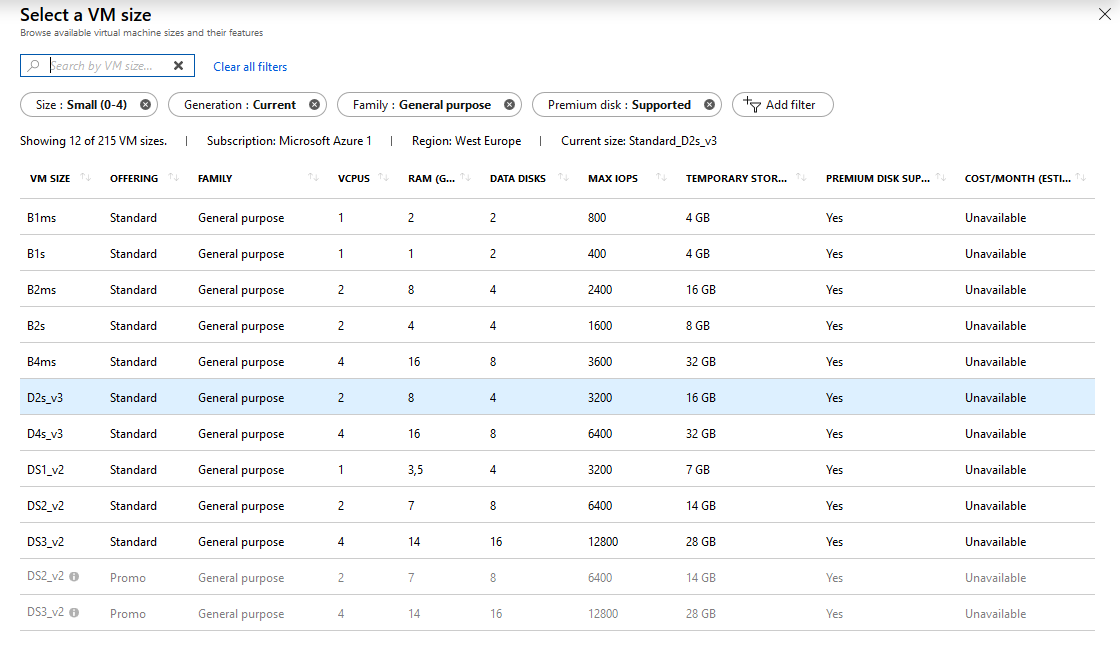 Select a VM size
Browse available virtual machine sizes and their features
Search by VM size... Clear all filters
Size : Small (0-4) Generation : Current Family : General purpose Premium disk : Supported Add filter
Showing 12 of 215 VM sizes. | Subscription: Microsoft Azure 1 | Region: West Europe | Current size: Standard_D2s_v3
VM SIZE OFFERING FAMILY VCPUS RAM (G... DATA DISKS MAX IOPS TEMPORARY STOR... PREMIUM DISK SUP... COST/MONTH (ESTI...
B1ms Standard General purpose 1 2 2 800 4 GB Yes Unavailable
B1s Standard General purpose 1 1 2 400 4 GB Yes Unavailable
B2ms Standard General purpose 2 8 4 2400 16 GB Yes Unavailable
B2s Standard General purpose 2 4 4 1600 8 GB Yes Unavailable
B4ms Standard General purpose 4 16 8 3600 32 GB Yes Unavailable
D2s_v3 Standard General purpose 2 8 4 3200 16 GB Yes Unavailable
D4s_v3 Standard General purpose 4 16 8 6400 32 GB Yes Unavailable
DS1_v2 Standard General purpose 1 3,5 4 3200 7 GB Yes Unavailable
DS2_v2 Standard General purpose 2 7 8 6400 14 GB Yes Unavailable
DS3_v2 Standard General purpose 4 14 16 12800 28 GB Yes Unavailable
DS2_v2 Promo General purpose 2 7 8 6400 14 GB Yes Unavailable
DS3_v2 Promo General purpose 4 14 16 12800 28 GB Yes Unavailable